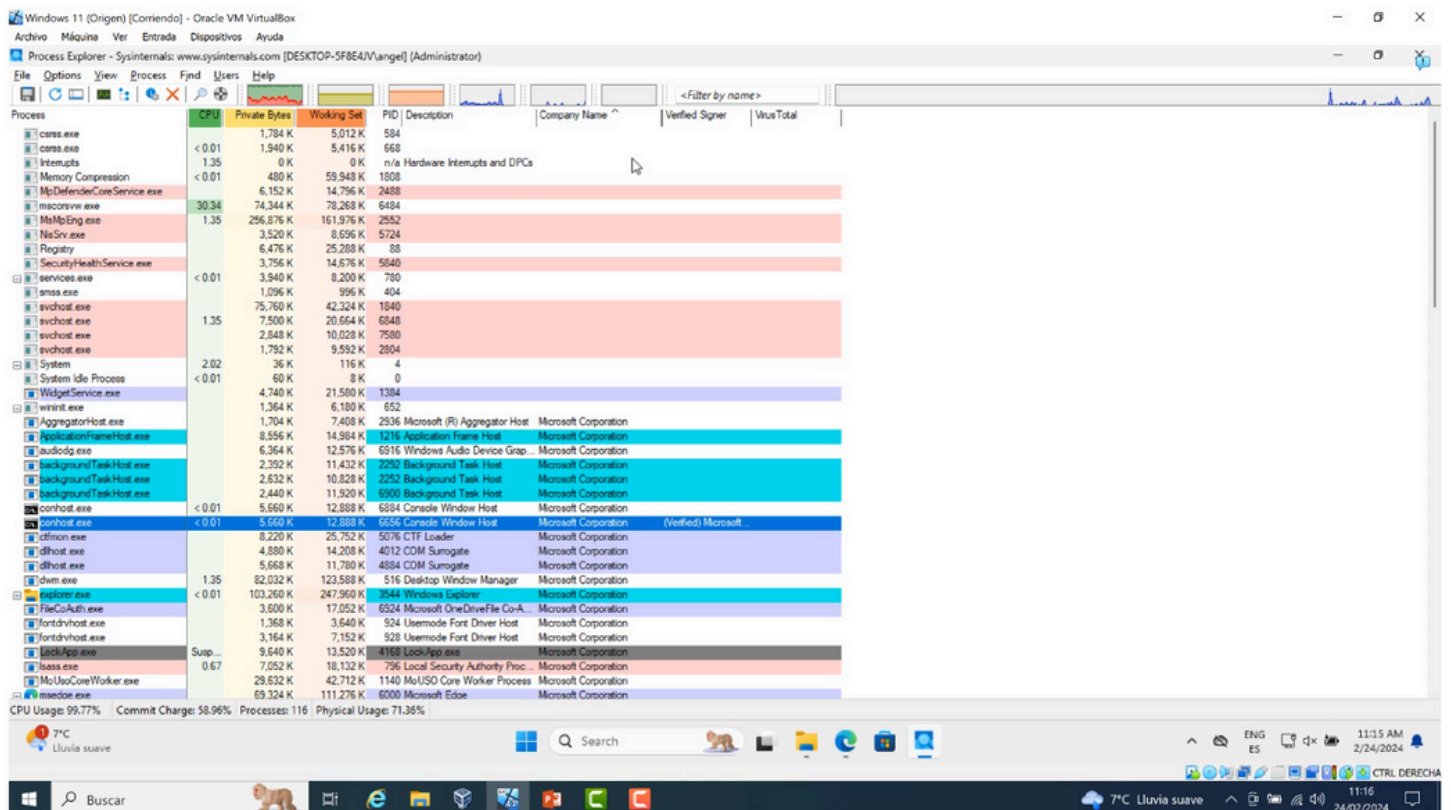 Windows 11 (Origen) [Corriendo] - Oracle VM VirtualBox
Archivo Máquina Ver Entrada Dispositivos Ayuda
Process Explorer - Sysinternals: www.sysinternals.com [DESKTOP-5F8E4JV\angel] (Administrator)
File Options View Process Find Users Help
<Filter by name>
Process CPU Private Bytes Working Set PID Description Company Name Verified Signer VirusTotal
csrss.exe 1,784 K 5,012 K 584
csrss.exe < 0.01 1,940 K 5,416 K 668
Interrupts 1.35 0 K 0 K n/a Hardware Interrupts and DPCs
Memory Compression < 0.01 480 K 59,948 K 1808
MpDefenderCoreService.exe 6,152 K 14,796 K 2488
mscorsvw.exe 30.34 74,344 K 78,268 K 6484
MsMpEng.exe 1.35 256,876 K 161,976 K 2552
NisSrv.exe 3,520 K 8,696 K 5724
Registry 6,476 K 25,288 K 88
SecurityHealthService.exe 3,756 K 14,676 K 5840
services.exe < 0.01 3,940 K 8,200 K 780
smss.exe 1,096 K 996 K 404
svchost.exe 75,760 K 42,324 K 1840
svchost.exe 1.35 7,500 K 20,664 K 6848
svchost.exe 2,848 K 10,028 K 7580
svchost.exe 1,792 K 9,592 K 2804
System 2.02 36 K 116 K 4
System Idle Process < 0.01 60 K 8 K 0
WidgetService.exe 4,740 K 21,580 K 1384
wininit.exe 1,364 K 6,180 K 652
AggregatorHost.exe 1,704 K 7,408 K 2936 Microsoft (R) Aggregator Host Microsoft Corporation
ApplicationFrameHost.exe 8,556 K 14,984 K 1216 Application Frame Host Microsoft Corporation
audiodg.exe 6,364 K 12,576 K 6916 Windows Audio Device Grap... Microsoft Corporation
backgroundTaskHost.exe 2,392 K 11,432 K 2292 Background Task Host Microsoft Corporation
backgroundTaskHost.exe 2,632 K 10,828 K 2252 Background Task Host Microsoft Corporation
backgroundTaskHost.exe 2,440 K 11,920 K 6900 Background Task Host Microsoft Corporation
conhost.exe < 0.01 5,660 K 12,888 K 6884 Console Window Host Microsoft Corporation
conhost.exe < 0.01 5,660 K 12,888 K 6656 Console Window Host Microsoft Corporation (Verified) Microsoft...
ctfmon.exe 8,220 K 25,752 K 5076 CTF Loader Microsoft Corporation
dllhost.exe 4,880 K 14,208 K 4012 COM Surrogate Microsoft Corporation
dllhost.exe 5,668 K 11,780 K 4884 COM Surrogate Microsoft Corporation
dwm.exe 1.35 82,032 K 123,588 K 516 Desktop Window Manager Microsoft Corporation
explorer.exe < 0.01 103,260 K 247,960 K 3544 Windows Explorer Microsoft Corporation
FileCoAuth.exe 3,600 K 17,052 K 6924 Microsoft OneDriveFile Co-A... Microsoft Corporation
fontdrvhost.exe 1,368 K 3,640 K 924 Usermode Font Driver Host Microsoft Corporation
fontdrvhost.exe 3,164 K 7,152 K 928 Usermode Font Driver Host Microsoft Corporation
LockApp.exe Susp... 9,640 K 13,520 K 4168 LockApp.exe Microsoft Corporation
lsass.exe 0.67 7,052 K 18,132 K 796 Local Security Authority Proc... Microsoft Corporation
MoUsoCoreWorker.exe 29,632 K 42,712 K 1140 MoUSO Core Worker Process Microsoft Corporation
msedge.exe 69,324 K 111,276 K 6000 Microsoft Edge Microsoft Corporation
CPU Usage: 99.77% Commit Charge: 58.96% Processes: 116 Physical Usage: 71.36%
7°C
Lluvia suave
Search
ENG
ES
11:15 AM
2/24/2024
CTRL DERECHA
Buscar
7°C Lluvia suave
11:16
24/02/2024